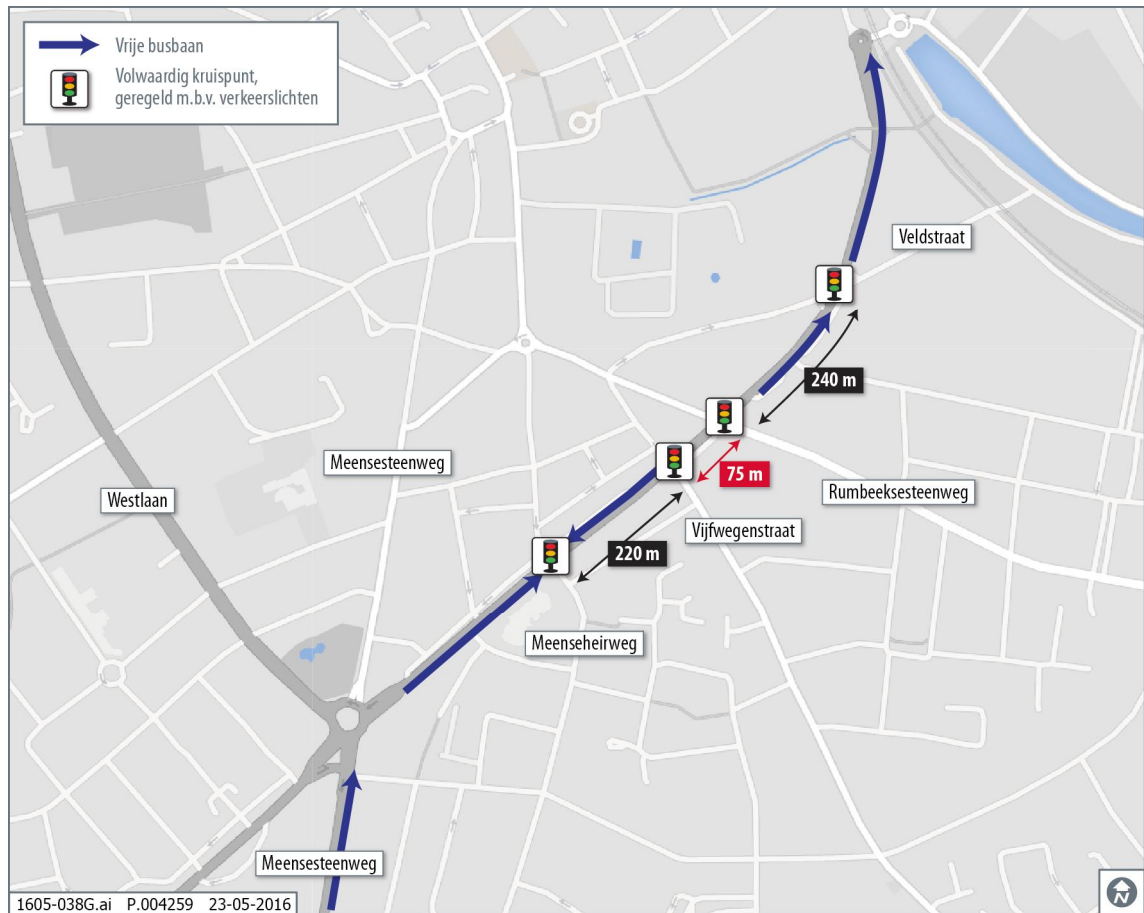 Vrije busbaan
Volwaardig kruispunt,
geregeld m.b.v. verkeerslichten
Veldstraat
240 m
Meensesteenweg
75 m
Westlaan
Rumbeeksesteenweg
Vijfwegenstraat
220 m
Meenseheirweg
Meensesteenweg
1605-038G.ai P.004259 23-05-2016
N